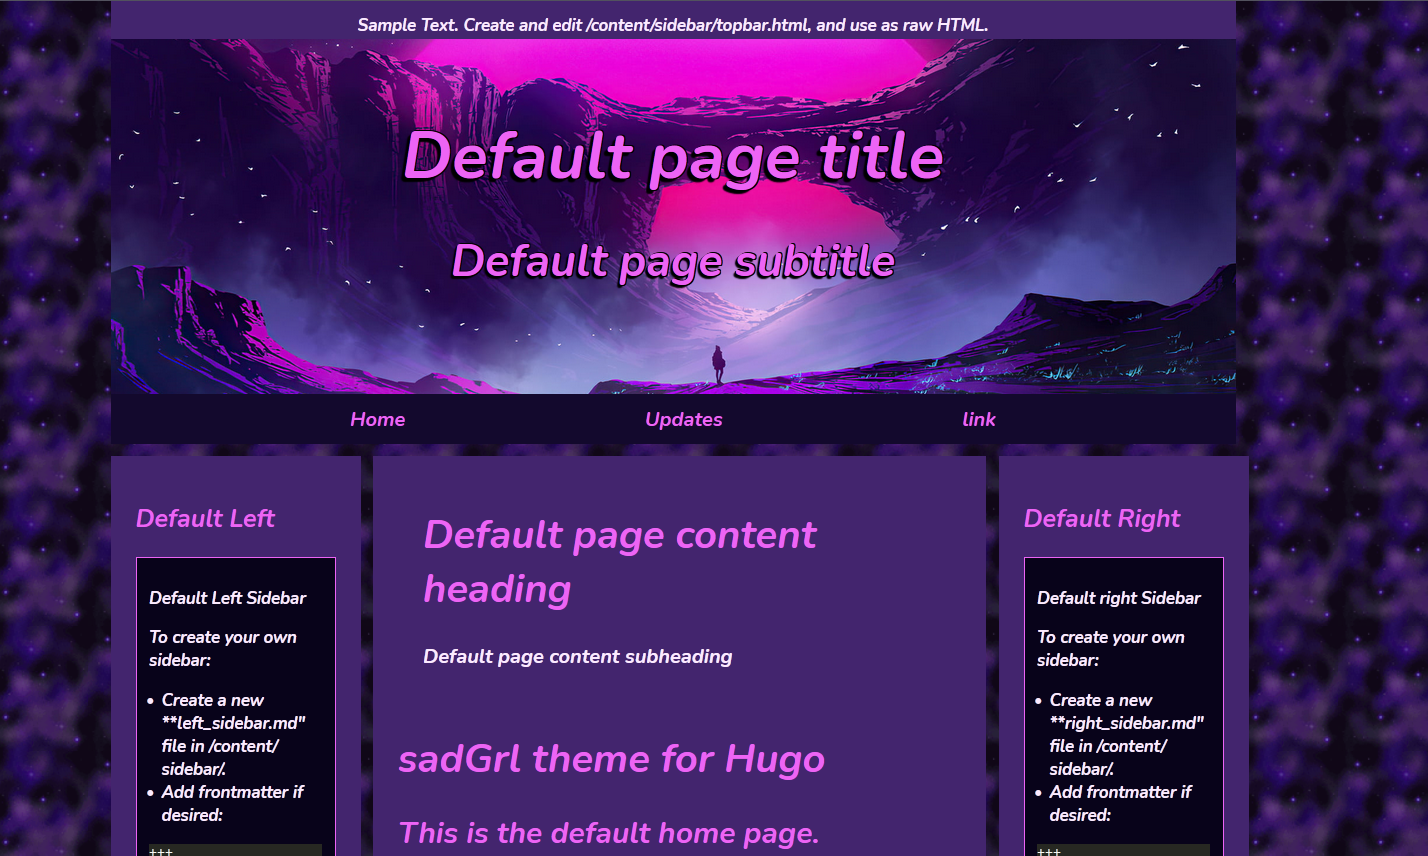 Sample Text. Create and edit /content/sidebar/topbar.html, and use as raw HTML.
Default page title
Default page subtitle
Home
Updates
link
Default Left
Default Left Sidebar
To create your own
sidebar:
• Create a new
**left_sidebar.md"
file in /content/
sidebar/.
• Add frontmatter if
desired:
+++
Default page content
heading
Default page content subheading
sadGrl theme for Hugo
This is the default home page.
Default Right
Default right Sidebar
To create your own
sidebar:
• Create a new
**right_sidebar.md"
file in /content/
sidebar/.
• Add frontmatter if
desired:
+++